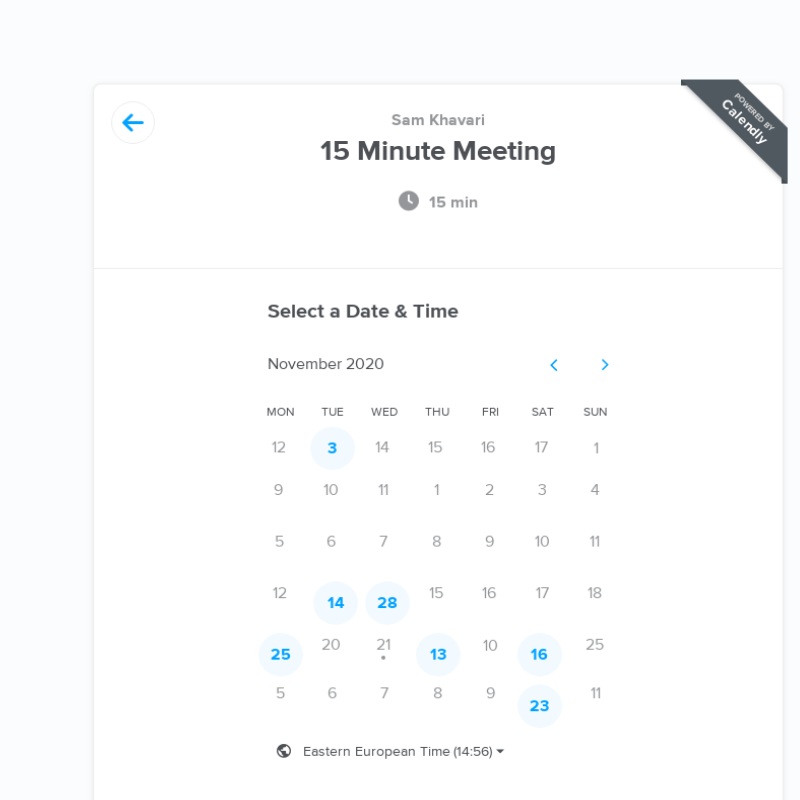 POWERED BY
Calendly
Sam Khavari
15 Minute Meeting
15 min
Select a Date & Time
November 2020
MON TUE WED THU FRI SAT SUN
12 3 14 15 16 17 1
9 10 11 1 2 3 4
5 6 7 8 9 10 11
12 14 28 15 16 17 18
25 20 21 13 10 16 25
5 6 7 8 9 23 11
Eastern European Time (14:56)